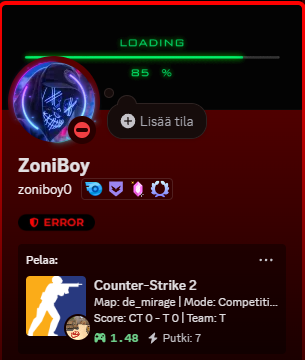 LOADING
85 %
Lisää tila
ZoniBoy
zoniboy0
ERROR
Pelaa:
Counter-Strike 2
Map: de_mirage | Mode: Competiti...
Score: CT 0 - T 0 | Team: T
1.48 Putki: 7